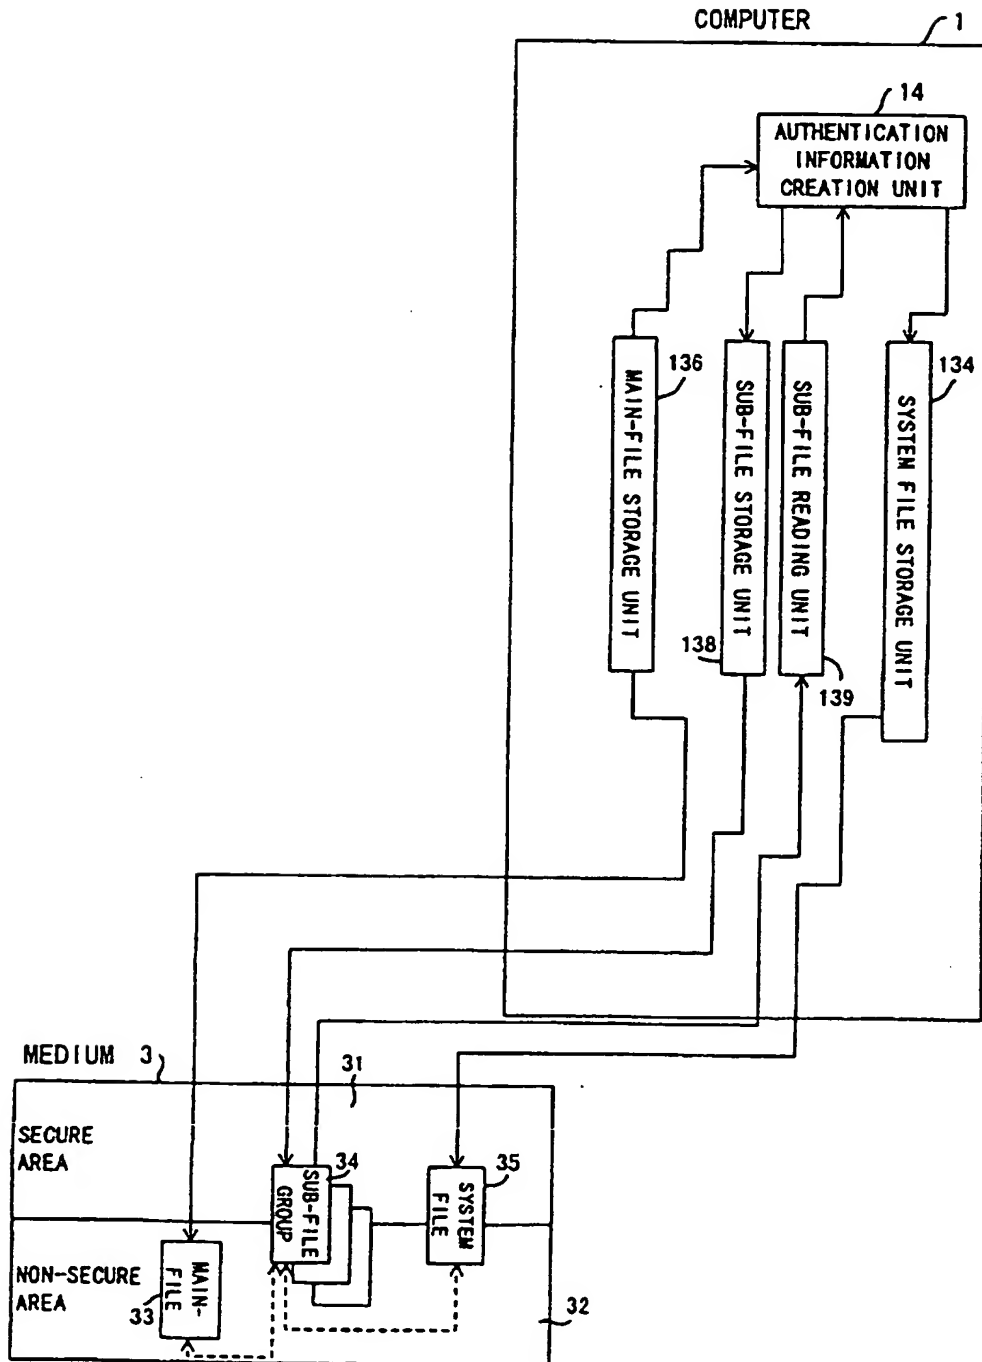 COMPUTER
1
14
AUTHENTICATION
INFORMATION
CREATION UNIT
136
MAIN-FILE STORAGE UNIT
SUB-FILE STORAGE UNIT
138
SUB-FILE READING UNIT
139
134
SYSTEM FILE STORAGE UNIT
MEDIUM 3
31
SECURE
AREA
34
SUB-FILE
GROUP
35
SYSTEM
FILE
NON-SECURE
AREA
MAIN-
FILE
33
32